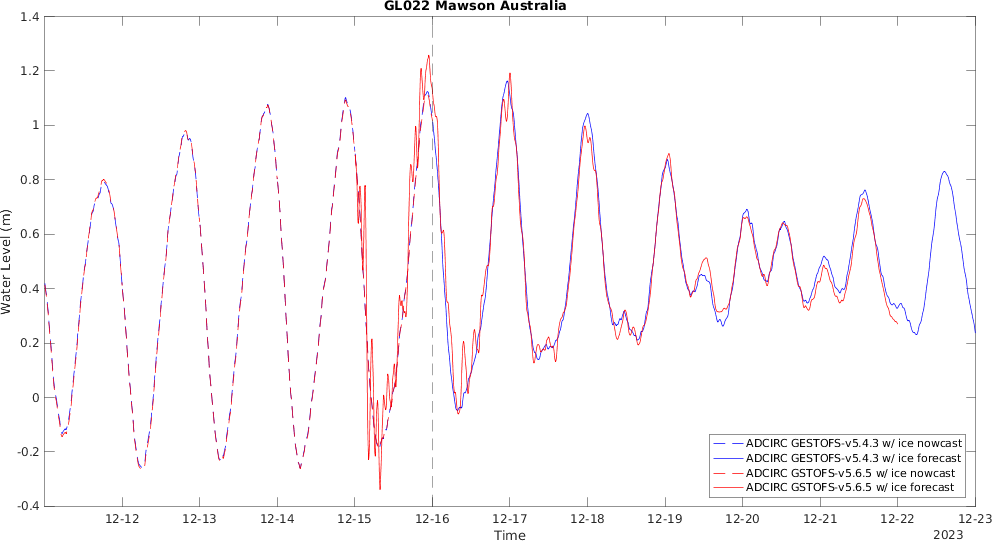 GL022 Mawson Australia
1.4
1.2
1
0.8
0.6
0.4
0.2
0
-0.2
-0.4
Water Level (m)
ADCIRC GESTOFS-v5.4.3 w/ ice nowcast
ADCIRC GESTOFS-v5.4.3 w/ ice forecast
ADCIRC GSTOFS-v5.6.5 w/ ice nowcast
ADCIRC GSTOFS-v5.6.5 w/ ice forecast
12-12 12-13 12-14 12-15 12-16 12-17 12-18 12-19 12-20 12-21 12-22 12-23
Time
2023